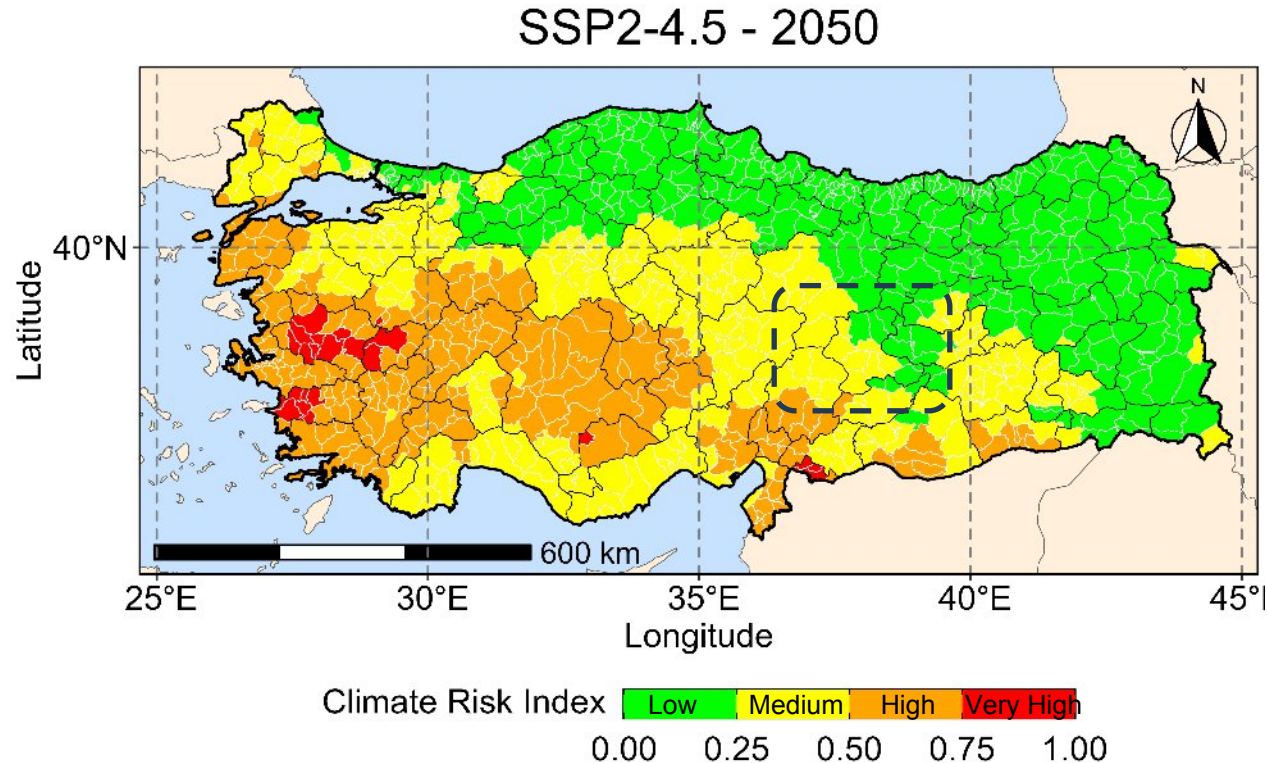 SSP2-4.5 - 2050
N
40°N
Latitude
600 km
25°E 30°E 35°E 40°E 45°
Longitude
Climate Risk Index Low Medium High Very High
0.00 0.25 0.50 0.75 1.00